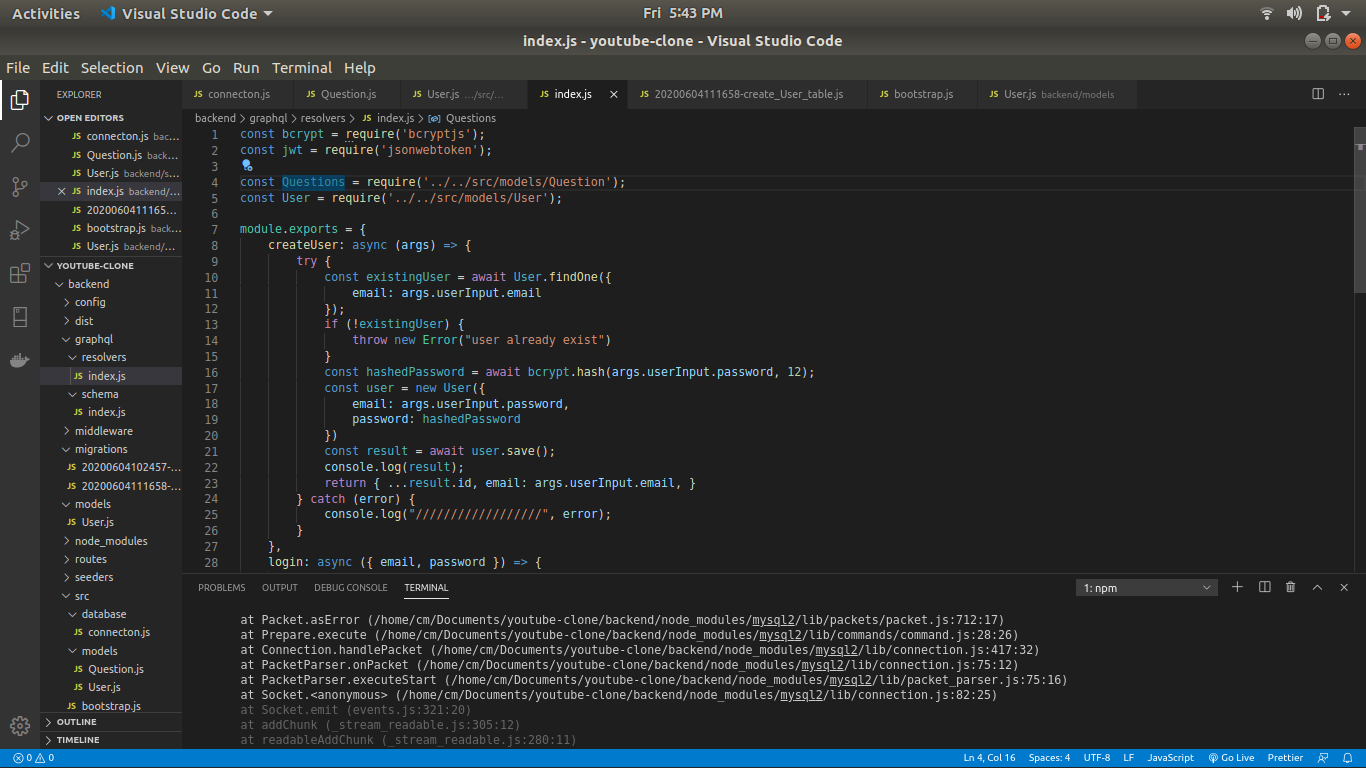 Activities Visual Studio Code Fri 5:43 PM
index.js - youtube-clone - Visual Studio Code
File Edit Selection View Go Run Terminal Help
EXPLORER
OPEN EDITORS
JS connecton.js bac...
JS Question.js back...
JS User.js backend/s...
JS index.js backend/...
JS 2020060411165...
JS bootstrap.js back...
JS User.js backend/...
YOUTUBE-CLONE
backend
config
dist
graphql
resolvers
JS index.js
schema
JS index.js
middleware
migrations
JS 20200604102457-...
JS 20200604111658-...
models
JS User.js
node_modules
routes
seeders
src
database
JS connecton.js
models
JS Question.js
JS User.js
JS bootstrap.js
OUTLINE
TIMELINE
JS connecton.js JS Question.js JS User.js .../src/... JS index.js JS 20200604111658-create_User_table.js JS bootstrap.js JS User.js backend/models
backend > graphql > resolvers > JS index.js > Questions
1 const bcrypt = require('bcryptjs');
2 const jwt = require('jsonwebtoken');
3
4 const Questions = require('../../src/models/Question');
5 const User = require('../../src/models/User');
6
7 module.exports = {
8 createUser: async (args) => {
9 try {
10 const existingUser = await User.findOne({
11 email: args.userInput.email
12 });
13 if (!existingUser) {
14 throw new Error("user already exist")
15 }
16 const hashedPassword = await bcrypt.hash(args.userInput.password, 12);
17 const user = new User({
18 email: args.userInput.password,
19 password: hashedPassword
20 })
21 const result = await user.save();
22 console.log(result);
23 return { ...result.id, email: args.userInput.email, }
24 } catch (error) {
25 console.log("//////////////////", error);
26 }
27 },
28 login: async ({ email, password }) => {
PROBLEMS OUTPUT DEBUG CONSOLE TERMINAL 1: npm
at Packet.asError (/home/cm/Documents/youtube-clone/backend/node_modules/mysql2/lib/packets/packet.js:712:17)
at Prepare.execute (/home/cm/Documents/youtube-clone/backend/node_modules/mysql2/lib/commands/command.js:28:26)
at Connection.handlePacket (/home/cm/Documents/youtube-clone/backend/node_modules/mysql2/lib/connection.js:417:32)
at PacketParser.onPacket (/home/cm/Documents/youtube-clone/backend/node_modules/mysql2/lib/connection.js:75:12)
at PacketParser.executeStart (/home/cm/Documents/youtube-clone/backend/node_modules/mysql2/lib/packet_parser.js:75:16)
at Socket.<anonymous> (/home/cm/Documents/youtube-clone/backend/node_modules/mysql2/lib/connection.js:82:25)
at Socket.emit (events.js:321:20)
at addChunk (_stream_readable.js:305:12)
at readableAddChunk (_stream_readable.js:280:11)
0 0 Ln 4, Col 16 Spaces: 4 UTF-8 LF JavaScript Go Live Prettier